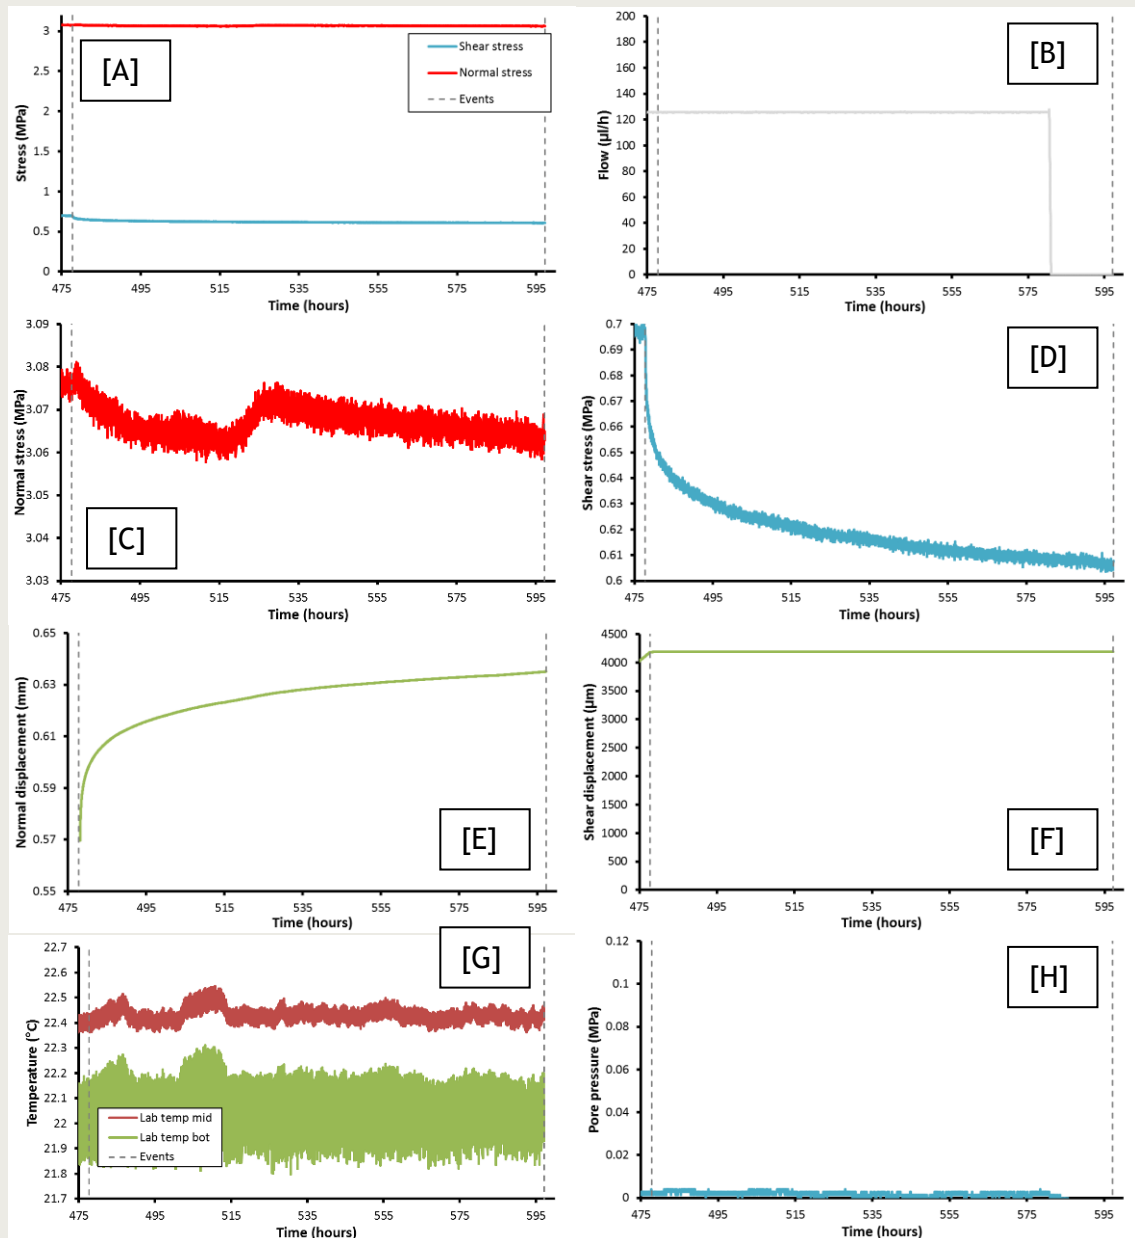 [A]
Stress (MPa)
3
2.5
2
1.5
1
0.5
0
Shear stress
Normal stress
Events
475 495 515 535 555 575 595
Time (hours)
[B]
Flow (µl/h)
200
180
160
140
120
100
80
60
40
20
0
475 495 515 535 555 575 595
Time (hours)
[C]
Normal stress (MPa)
3.09
3.08
3.07
3.06
3.05
3.04
3.03
475 495 515 535 555 575 595
Time (hours)
[D]
Shear stress (MPa)
0.7
0.69
0.68
0.67
0.66
0.65
0.64
0.63
0.62
0.61
0.6
475 495 515 535 555 575 595
Time (hours)
[E]
Normal displacement (mm)
0.65
0.63
0.61
0.59
0.57
0.55
475 495 515 535 555 575 595
Time (hours)
[F]
Shear displacement (µm)
4500
4000
3500
3000
2500
2000
1500
1000
500
0
475 495 515 535 555 575 595
Time (hours)
[G]
Temperature (°C)
22.7
22.6
22.5
22.4
22.3
22.2
22.1
22
21.9
21.8
21.7
Lab temp mid
Lab temp bot
Events
475 495 515 535 555 575 595
Time (hours)
[H]
Pore pressure (MPa)
0.12
0.1
0.08
0.06
0.04
0.02
0
475 495 515 535 555 575 595
Time (hours)